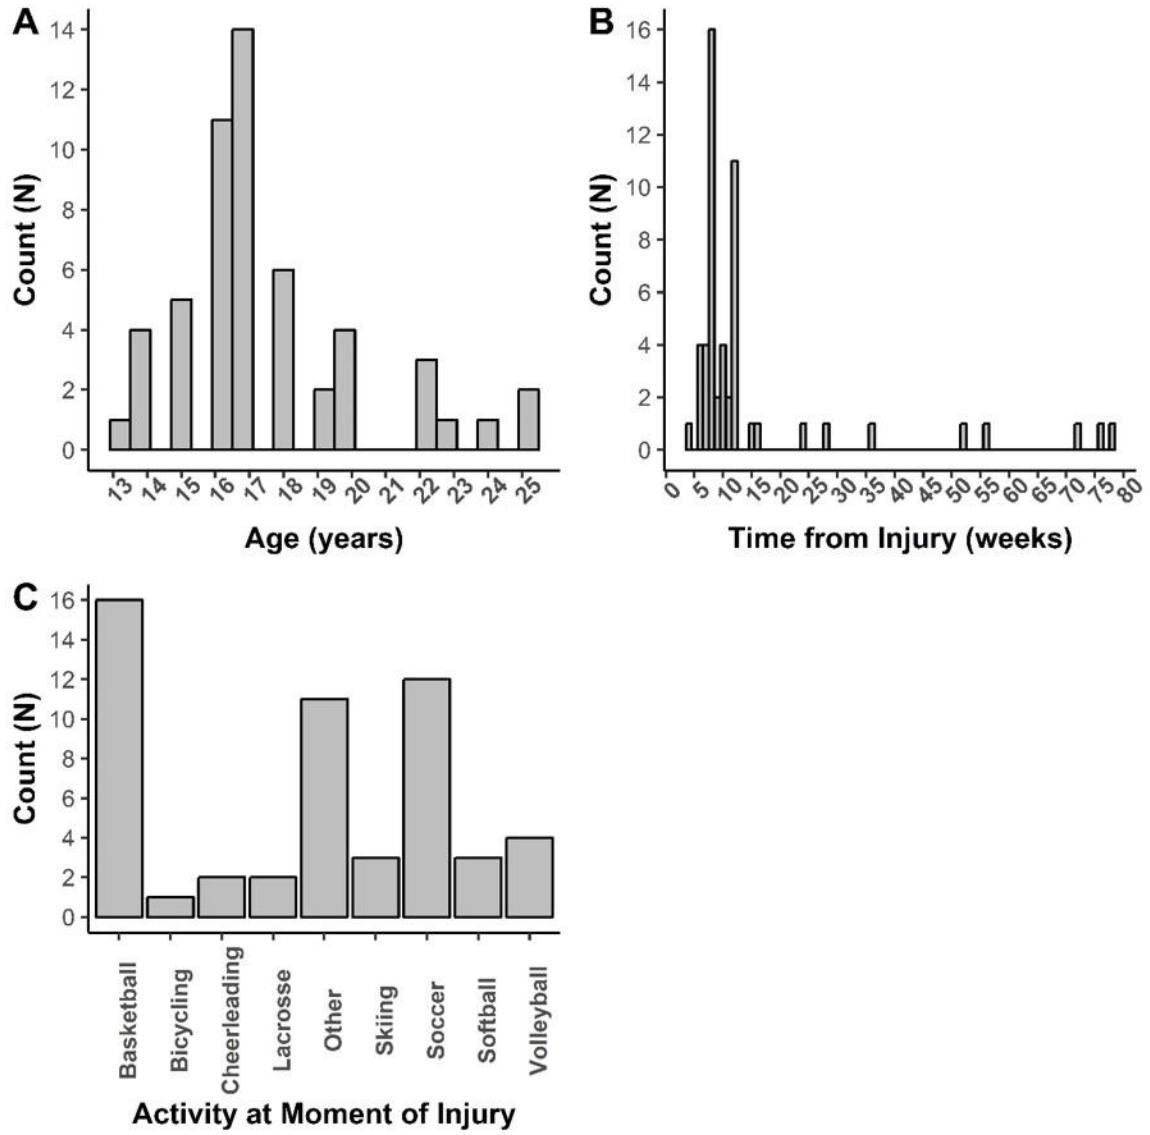 A
Count (N)
14
12
10
8
6
4
2
0
13 14 15 16 17 18 19 20 21 22 23 24 25
Age (years)
B
Count (N)
16
14
12
10
8
6
4
2
0
0 5 10 15 20 25 30 35 40 45 50 55 60 65 70 75 80
Time from Injury (weeks)
C
Count (N)
16
14
12
10
8
6
4
2
0
Basketball
Bicycling
Cheerleading
Lacrosse
Other
Skiing
Soccer
Softball
Volleyball
Activity at Moment of Injury